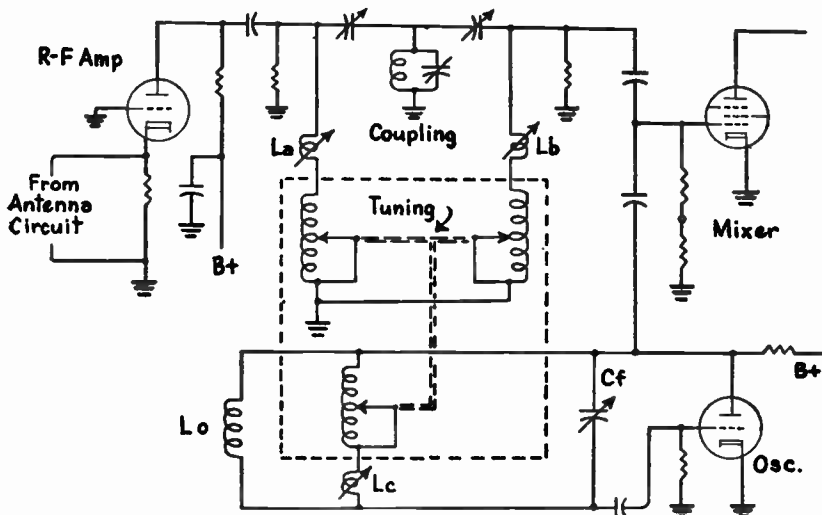 R-F Amp
From
Antenna
Circuit
B+
La
Coupling
Lb
Tuning
Mixer
Lo
Lc
Cf
B+
Osc.